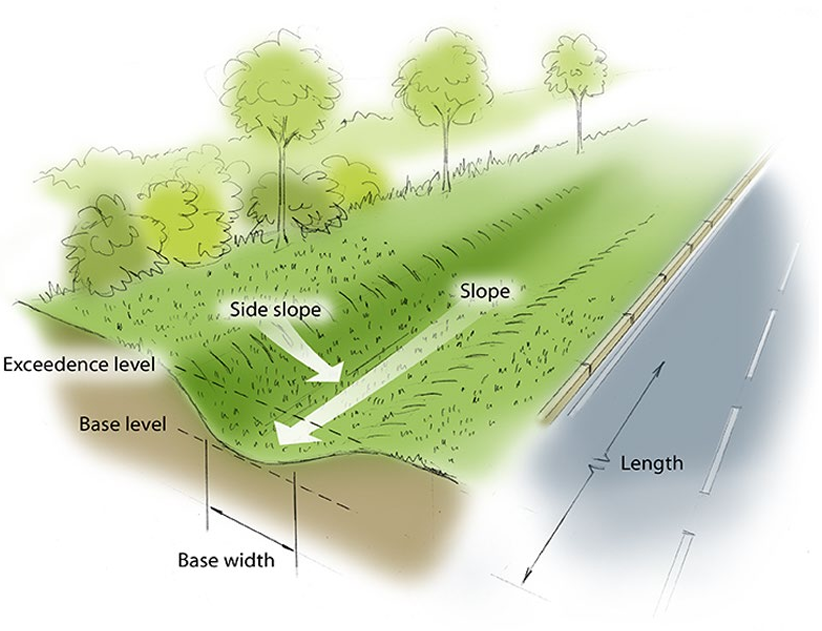 Slope
Side slope
Exceedence level
Base level
Length
Base width